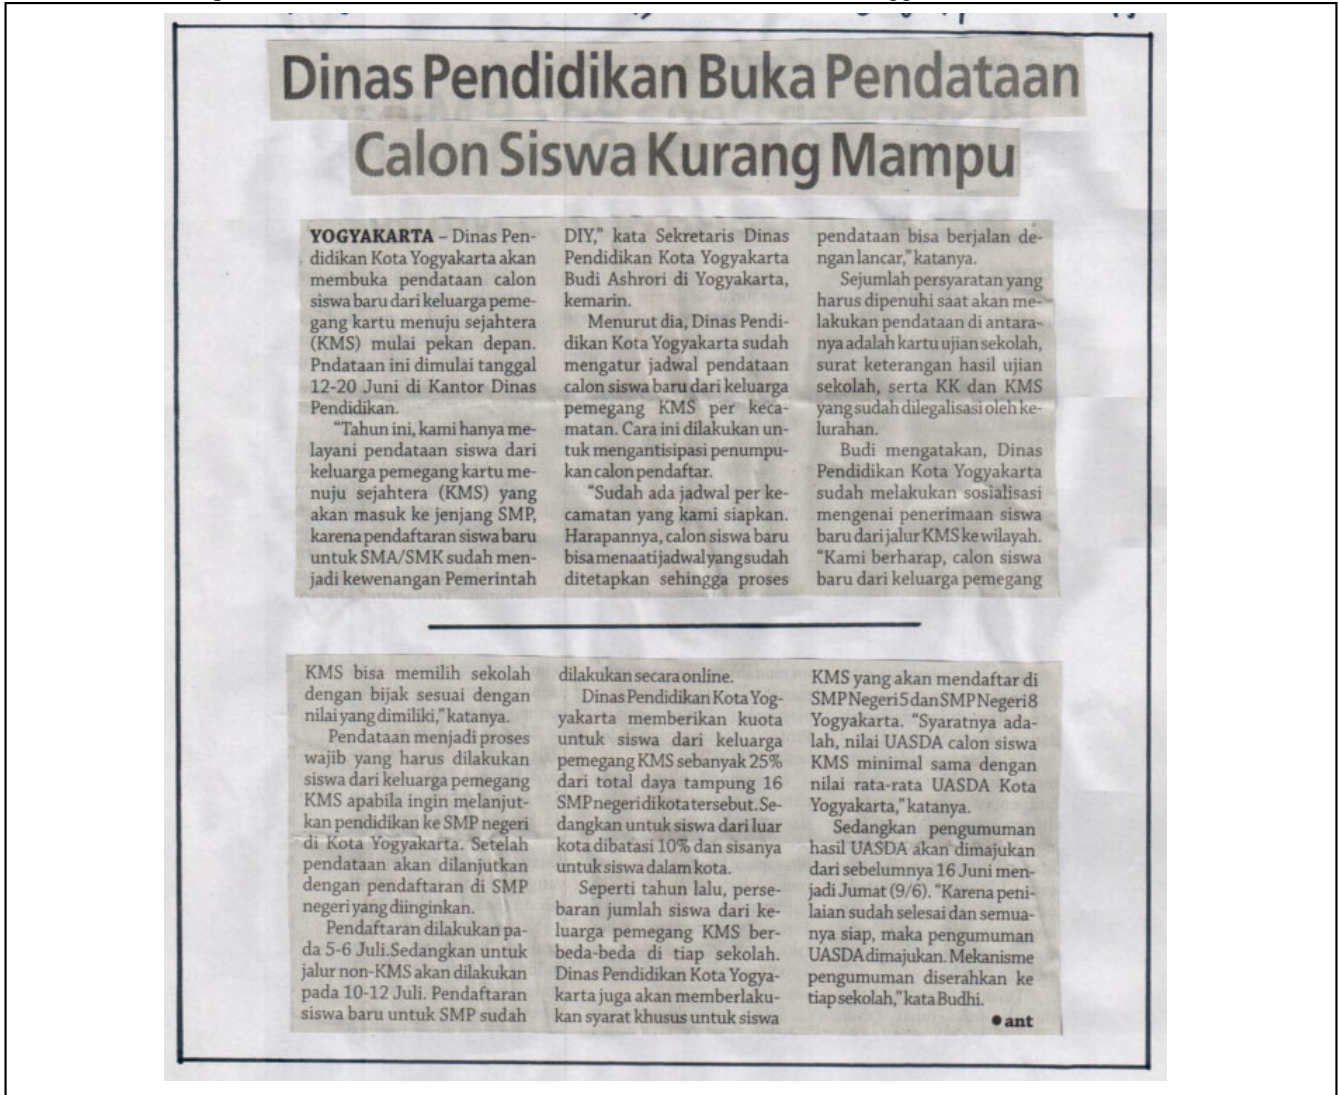 Dinas Pendidikan Buka Pendataan
Calon Siswa Kurang Mampu
YOGYAKARTA – Dinas Pen-
didikan Kota Yogyakarta akan
membuka pendataan calon
siswa baru dari keluarga peme-
gang kartu menuju sejahtera
(KMS) mulai pekan depan.
Pndataan ini dimulai tanggal
12-20 Juni di Kantor Dinas
Pendidikan.
“Tahun ini, kami hanya me-
layani pendataan siswa dari
keluarga pemegang kartu me-
nuju sejahtera (KMS) yang
akan masuk ke jenjang SMP,
karena pendaftaran siswa baru
untuk SMA/SMK sudah men-
jadi kewenangan Pemerintah
DIY,” kata Sekretaris Dinas
Pendidikan Kota Yogyakarta
Budi Ashrori di Yogyakarta,
kemarin.
Menurut dia, Dinas Pendi-
dikan Kota Yogyakarta sudah
mengatur jadwal pendataan
calon siswa baru dari keluarga
pemegang KMS per keca-
matan. Cara ini dilakukan un-
tuk mengantisipasi penumpu-
kan calon pendaftar.
“Sudah ada jadwal per ke-
camatan yang kami siapkan.
Harapannya, calon siswa baru
bisa menaati jadwal yang sudah
ditetapkan sehingga proses
pendataan bisa berjalan de-
ngan lancar,” katanya.
Sejumlah persyaratan yang
harus dipenuhi saat akan me-
lakukan pendataan di antara-
nya adalah kartu ujian sekolah,
surat keterangan hasil ujian
sekolah, serta KK dan KMS
yang sudah dilegalisasi oleh ke-
lurahan.
Budi mengatakan, Dinas
Pendidikan Kota Yogyakarta
sudah melakukan sosialisasi
mengenai penerimaan siswa
baru dari jalur KMS ke wilayah.
“Kami berharap, calon siswa
baru dari keluarga pemegang
KMS bisa memilih sekolah
dengan bijak sesuai dengan
nilai yang dimiliki,” katanya.
Pendataan menjadi proses
wajib yang harus dilakukan
siswa dari keluarga pemegang
KMS apabila ingin melanjut-
kan pendidikan ke SMP negeri
di Kota Yogyakarta. Setelah
pendataan akan dilanjutkan
dengan pendaftaran di SMP
negeri yang diinginkan.
Pendaftaran dilakukan pa-
da 5-6 Juli.Sedangkan untuk
jalur non-KMS akan dilakukan
pada 10-12 Juli. Pendaftaran
siswa baru untuk SMP sudah
dilakukan secara online.
Dinas Pendidikan Kota Yog-
yakarta memberikan kuota
untuk siswa dari keluarga
pemegang KMS sebanyak 25%
dari total daya tampung 16
SMP negeri di kota tersebut. Se-
dangkan untuk siswa dari luar
kota dibatasi 10% dan sisanya
untuk siswa dalam kota.
Seperti tahun lalu, perse-
baran jumlah siswa dari ke-
luarga pemegang KMS ber-
beda-beda di tiap sekolah.
Dinas Pendidikan Kota Yogya-
karta juga akan memberlaku-
kan syarat khusus untuk siswa
KMS yang akan mendaftar di
SMP Negeri 5 dan SMP Negeri 8
Yogyakarta. “Syaratnya ada-
lah, nilai UASDA calon siswa
KMS minimal sama dengan
nilai rata-rata UASDA Kota
Yogyakarta,” katanya.
Sedangkan pengumuman
hasil UASDA akan dimajukan
dari sebelumnya 16 Juni men-
jadi Jumat (9/6). “Karena peni-
laian sudah selesai dan semua-
nya siap, maka pengumuman
UASDA dimajukan. Mekanisme
pengumuman diserahkan ke
tiap sekolah,” kata Budhi.
●ant